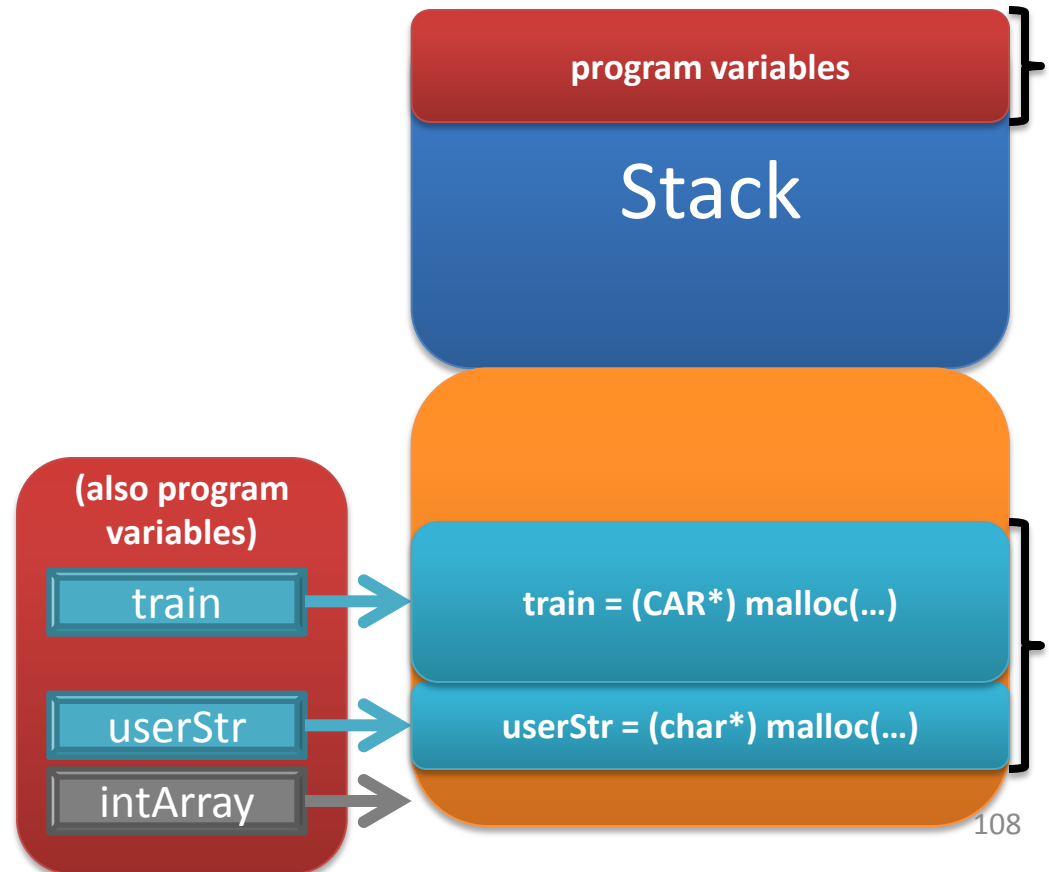 program variables
Stack
(also program
variables)
train
train = (CAR*) malloc(…)
userStr
userStr = (char*) malloc(…)
intArray
108